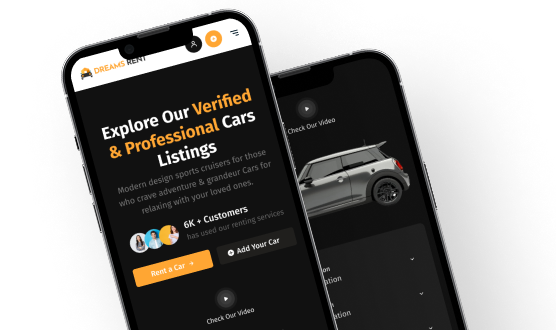 DREAMS RENT
Explore Our Verified
& Professional Cars
Listings
Modern design sports cruisers for those
who crave adventure & grandeur Cars for
relaxing with your loved ones.
6K + Customers
has used our renting services
Rent a Car
Add Your Car
Check Our Video
Check Our Video